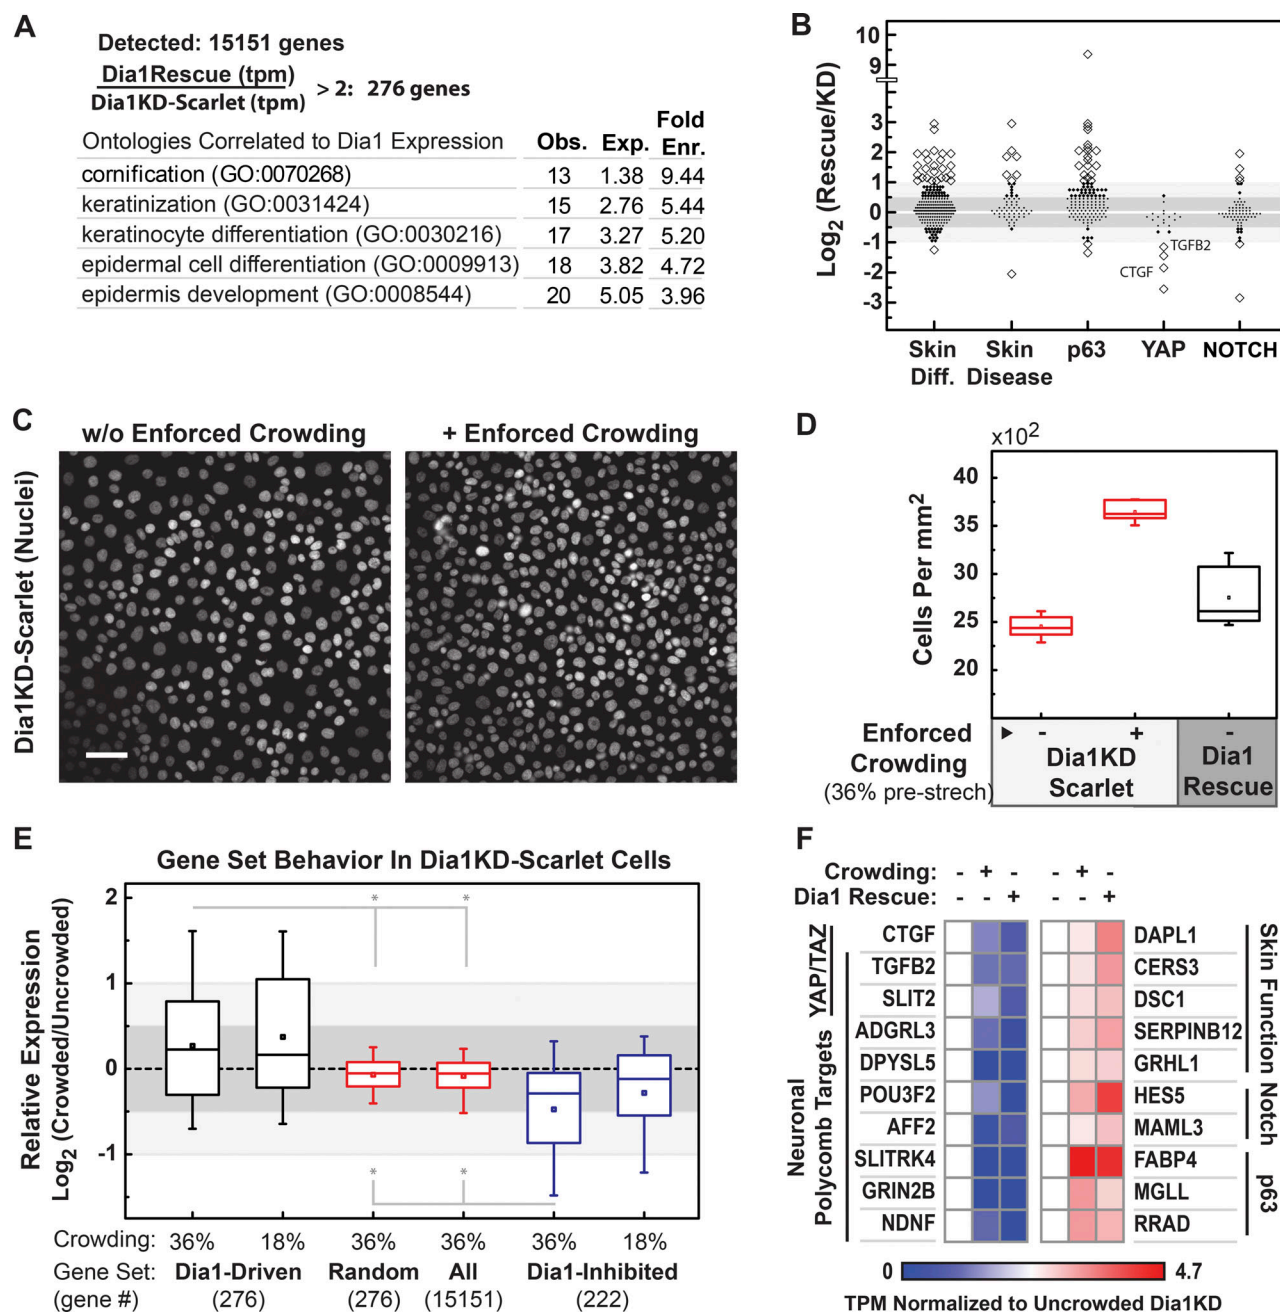 A
Detected: 15151 genes
Dia1Rescue (tpm)
Dia1KD-Scarlet (tpm)
> 2: 276 genes
Ontologies Correlated to Dia1 Expression Obs. Exp. Fold Enr.
cornification (GO:0070268) 13 1.38 9.44
keratinization (GO:0031424) 15 2.76 5.44
keratinocyte differentiation (GO:0030216) 17 3.27 5.20
epidermal cell differentiation (GO:0009913) 18 3.82 4.72
epidermis development (GO:0008544) 20 5.05 3.96
B
Log2 (Rescue/KD)
10
9
3
2
1
0
-1
-2
-3
TGFB2
CTGF
Skin Diff.
Skin Disease
p63
YAP
NOTCH
C
w/o Enforced Crowding
+ Enforced Crowding
Dia1KD-Scarlet (Nuclei)
D
x102
Cells Per mm2
40
35
30
25
20
Enforced Crowding
(36% pre-strech)
- + -
Dia1KD Scarlet
Dia1 Rescue
E
Gene Set Behavior In Dia1KD-Scarlet Cells
Relative Expression
Log2 (Crowded/Uncrowded)
2
1
0
-1
* *
* *
Crowding: 36% 18% 36% 36% 36% 18%
Gene Set: Dia1-Driven Random All Dia1-Inhibited
(gene #) (276) (276) (15151) (222)
F
Crowding: - + - - + -
Dia1 Rescue: - - + - - +
YAP/TAZ
Neuronal
Polycomb Targets
CTGF
TGFB2
SLIT2
ADGRL3
DPYSL5
POU3F2
AFF2
SLITRK4
GRIN2B
NDNF
DAPL1
CERS3
DSC1
SERPINB12
GRHL1
HES5
MAML3
FABP4
MGLL
RRAD
Skin Function
Notch
p63
0 4.7
TPM Normalized to Uncrowded Dia1KD